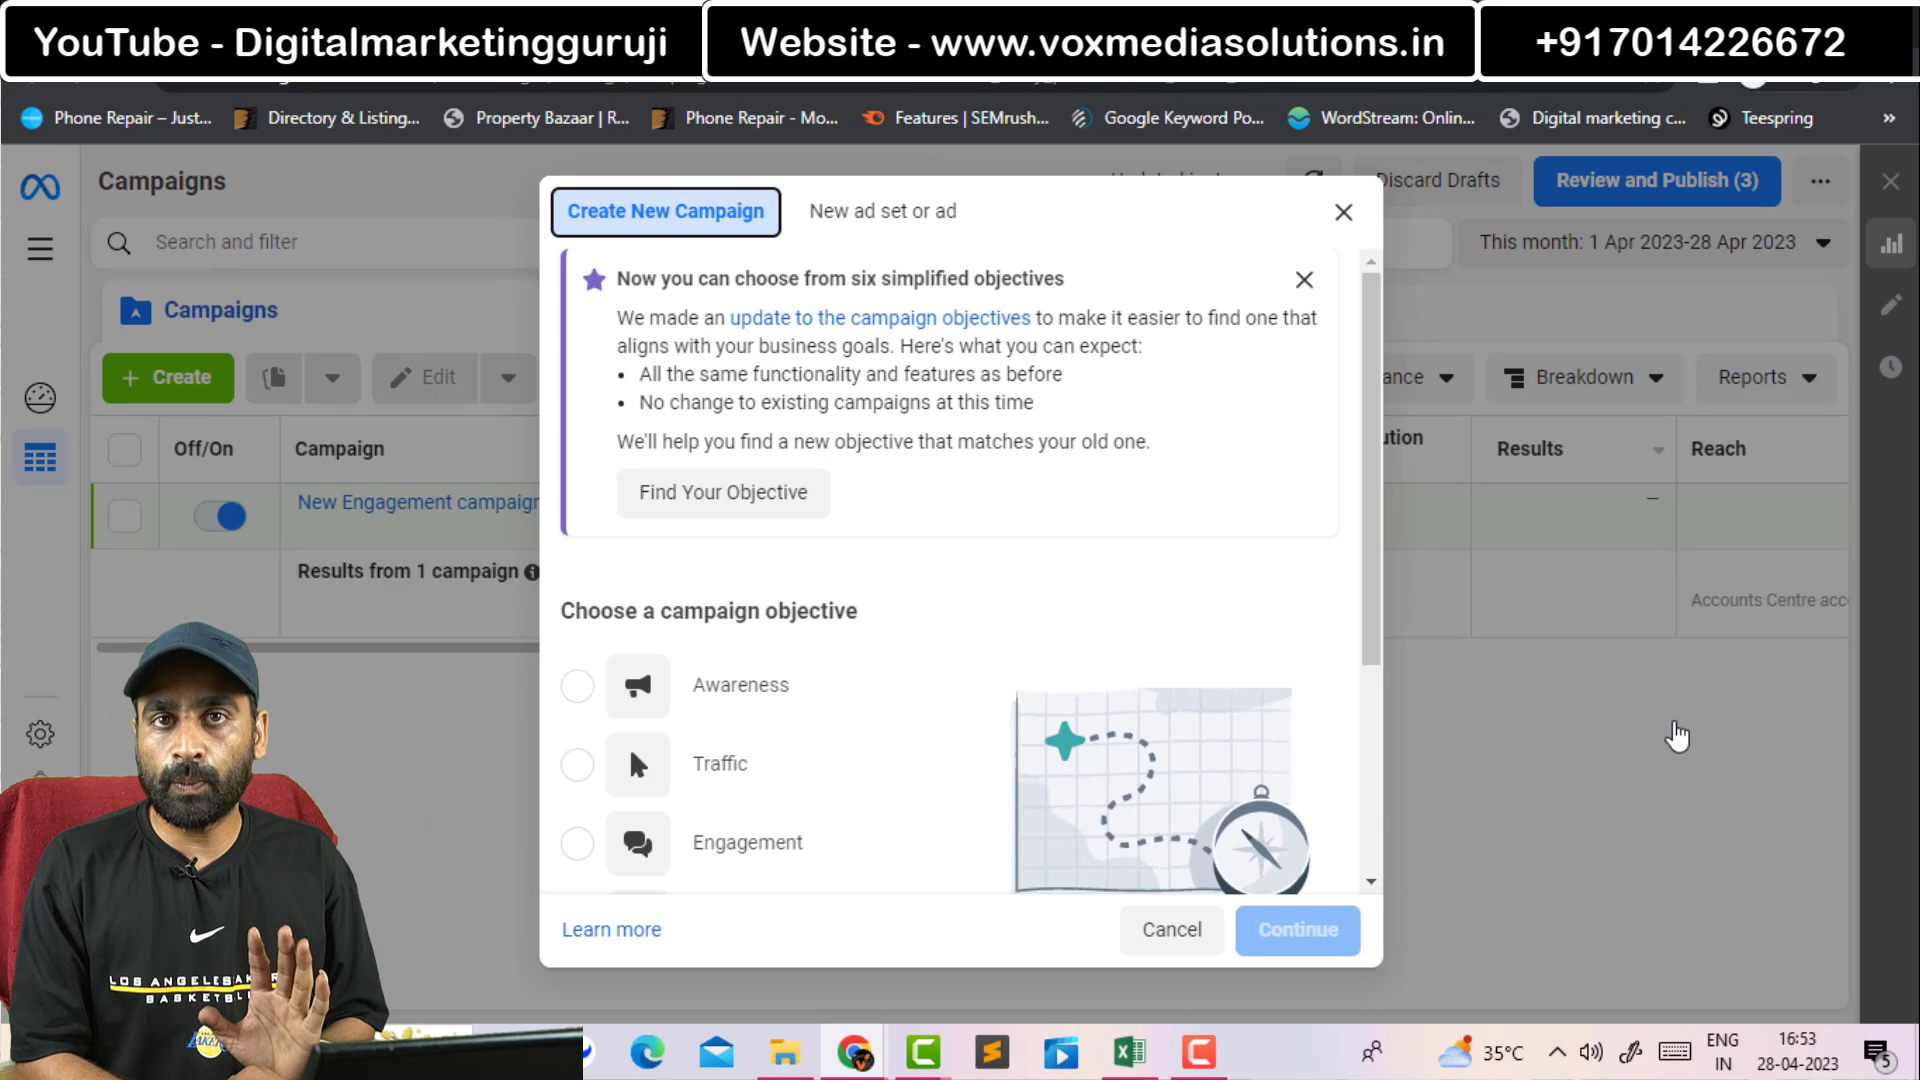 YouTube - Digitalmarketingguruji
Website - www.voxmediasolutions.in
+917014226672
Phone Repair – Just...
Directory & Listing...
Property Bazaar | R...
Phone Repair - Mo...
Features | SEMrush...
Google Keyword Po...
WordStream: Onlin...
Digital marketing c...
Teespring
»
Campaigns
Discard Drafts
Review and Publish (3)
Create New Campaign
New ad set or ad
Search and filter
This month: 1 Apr 2023-28 Apr 2023
Now you can choose from six simplified objectives
We made an update to the campaign objectives to make it easier to find one that
aligns with your business goals. Here's what you can expect:
• All the same functionality and features as before
• No change to existing campaigns at this time
We'll help you find a new objective that matches your old one.
Find Your Objective
Campaigns
+ Create
Edit
ance
Breakdown
Reports
Off/On
Campaign
ution
Results
Reach
New Engagement campaign
–
Results from 1 campaign
Accounts Centre acc
Choose a campaign objective
Awareness
Traffic
Engagement
Learn more
Cancel
Continue
LOS ANGELES
BASKETB
35°C
ENG
IN
16:53
28-04-2023
5